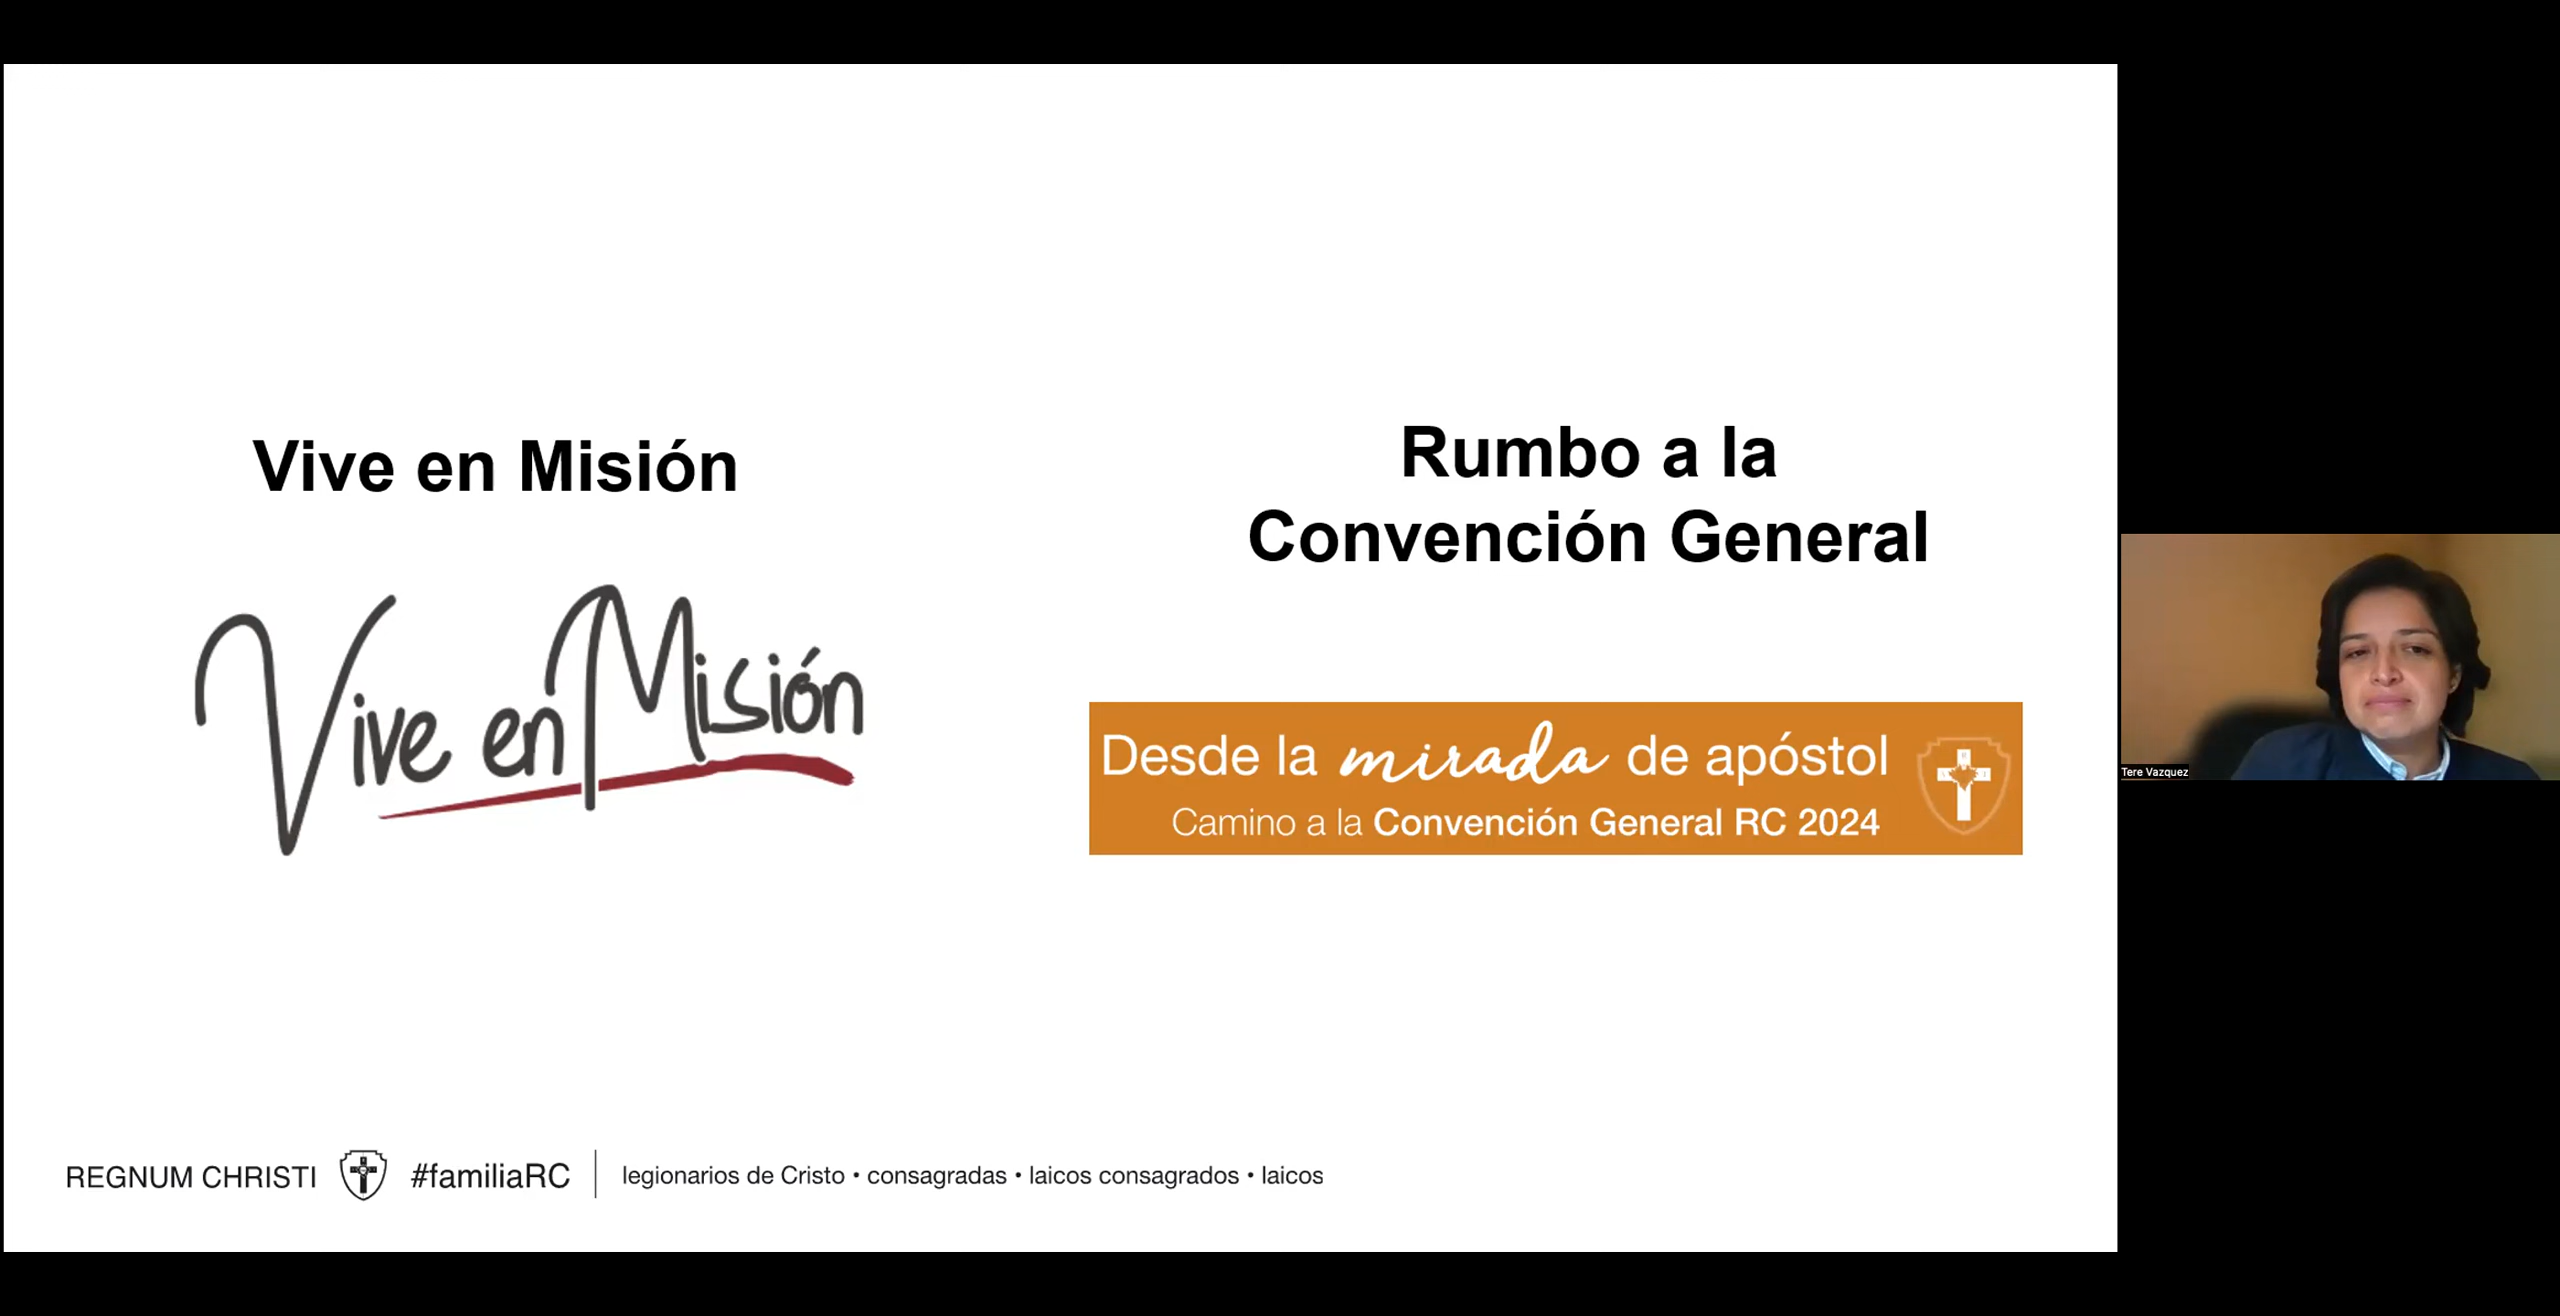 Vive en Misión
Vive en Misión
Rumbo a la
Convención General
Desde la mirada de apóstol
Camino a la Convención General RC 2024
Tere Vazquez
REGNUM CHRISTI #familiaRC legionarios de Cristo • consagradas • laicos consagrados • laicos